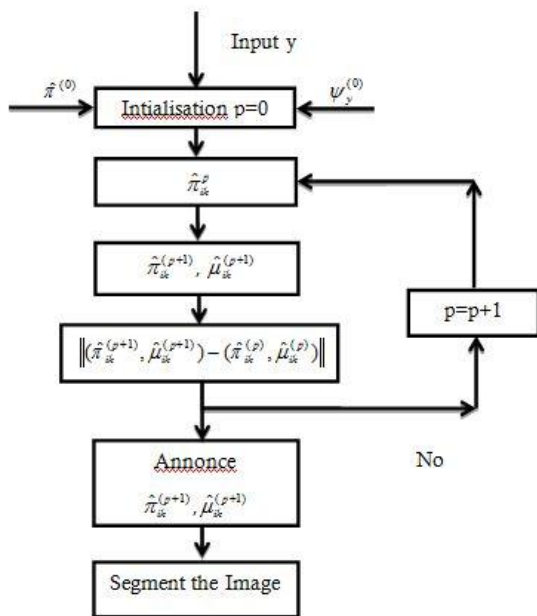 Input y
π̂^(0)
Intialisation p=0
ψ_y^(0)
π̂_ik^p
π̂_ik^(p+1), μ̂_ik^(p+1)
p=p+1
‖(π̂_ik^(p+1), μ̂_ik^(p+1)) − (π̂_ik^(p), μ̂_ik^(p))‖
No
Annonce
π̂_ik^(p+1), μ̂_ik^(p+1)
Segment the Image